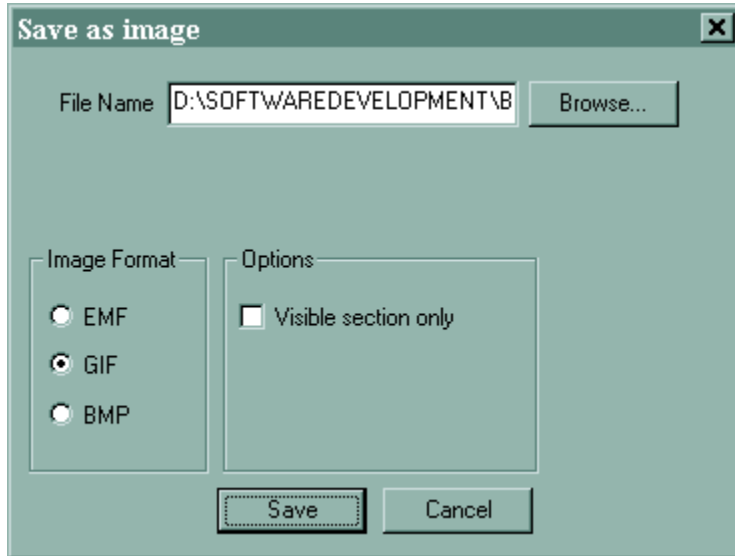 Save as image
File Name D:\SOFTWAREDEVELOPMENT\B Browse...
Image Format Options
EMF Visible section only
GIF
BMP
Save Cancel